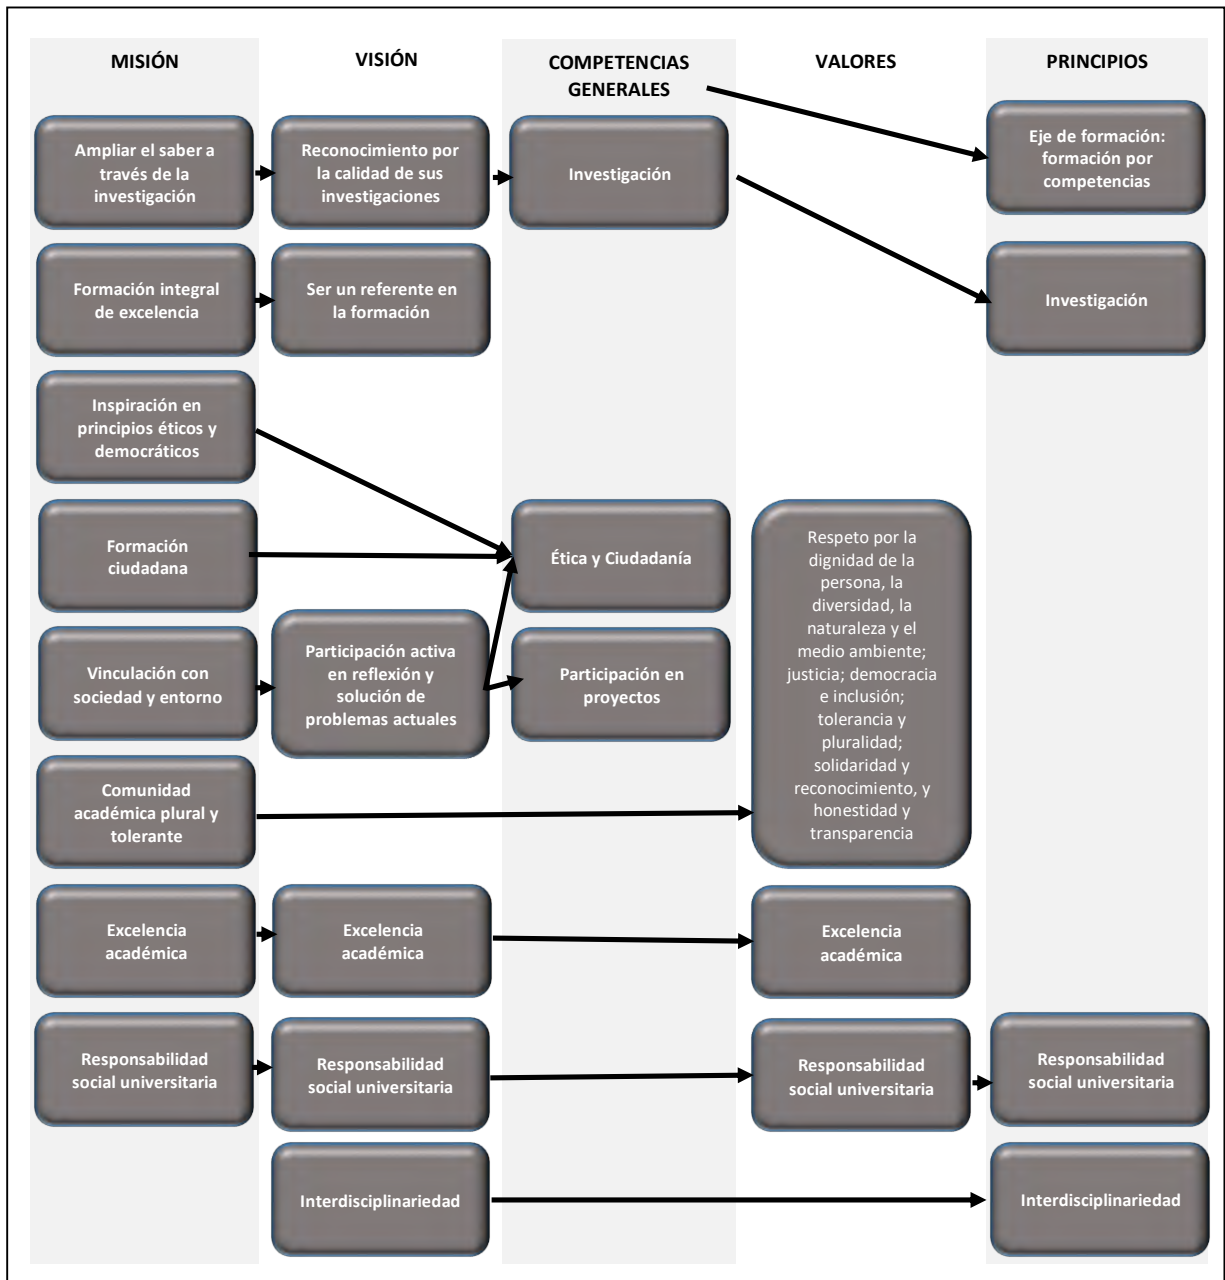 MISIÓN
VISIÓN
COMPETENCIAS
GENERALES
VALORES
PRINCIPIOS
Ampliar el saber a
través de la
investigación
Reconocimiento por
la calidad de sus
investigaciones
Investigación
Eje de formación:
formación por
competencias
Formación integral
de excelencia
Ser un referente en
la formación
Investigación
Inspiración en
principios éticos y
democráticos
Formación
ciudadana
Ética y Ciudadanía
Respeto por la
dignidad de la
persona, la
diversidad, la
naturaleza y el
medio ambiente;
justicia; democracia
e inclusión;
tolerancia y
pluralidad;
solidaridad y
reconocimiento, y
honestidad y
transparencia
Vinculación con
sociedad y entorno
Participación activa
en reflexión y
solución de
problemas actuales
Participación en
proyectos
Comunidad
académica plural y
tolerante
Excelencia
académica
Excelencia
académica
Excelencia
académica
Responsabilidad
social universitaria
Responsabilidad
social universitaria
Responsabilidad
social universitaria
Responsabilidad
social universitaria
Interdisciplinariedad
Interdisciplinariedad